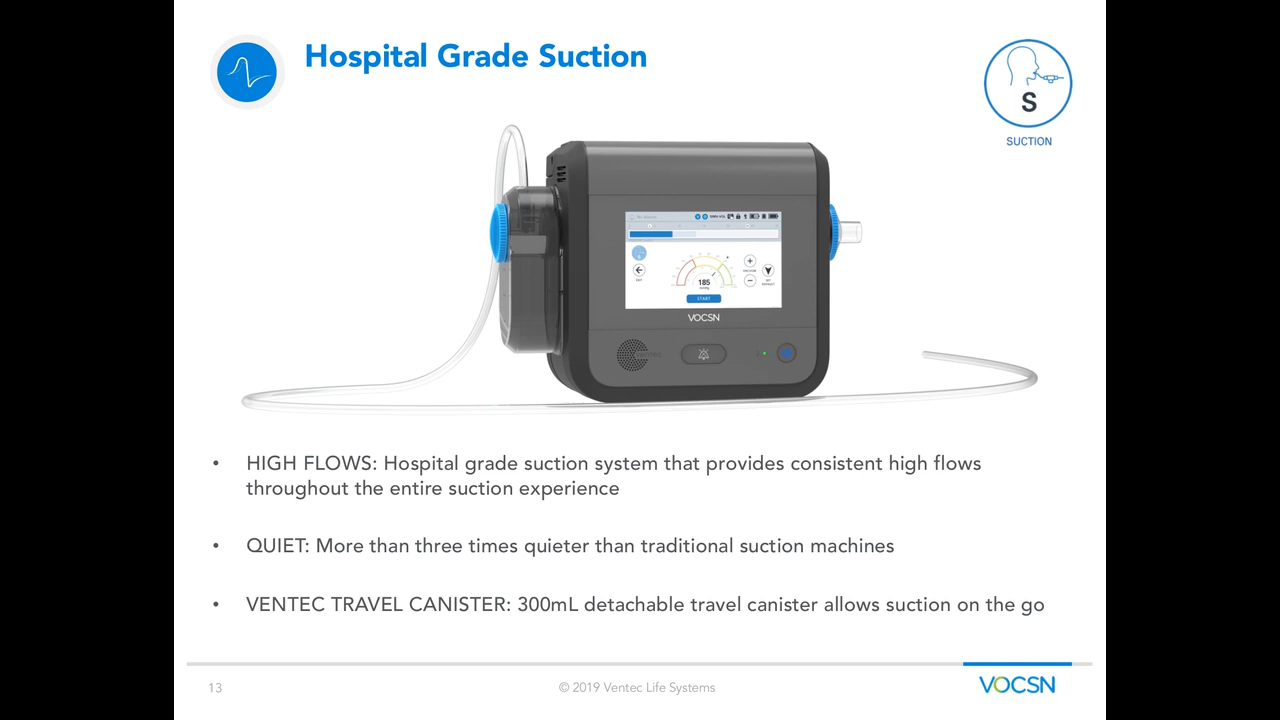 Hospital Grade Suction
S
SUCTION
185
START
VOCSN
ventec
• HIGH FLOWS: Hospital grade suction system that provides consistent high flows
throughout the entire suction experience
• QUIET: More than three times quieter than traditional suction machines
• VENTEC TRAVEL CANISTER: 300mL detachable travel canister allows suction on the go
13
© 2019 Ventec Life Systems
VOCSN